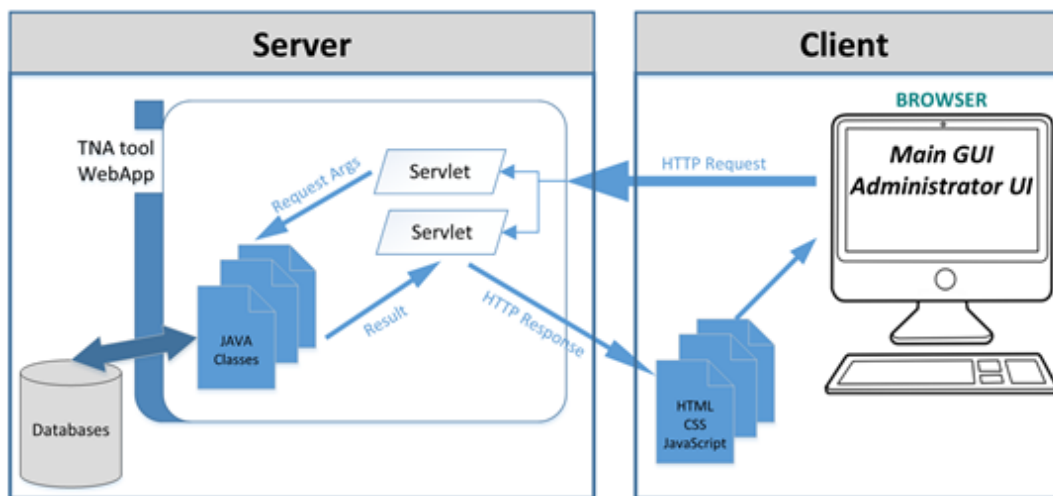 Server
Client
TNA tool
WebApp
Servlet
Servlet
Request Args
Result
JAVA
Classes
Databases
HTTP Request
HTTP Response
BROWSER
Main GUI
Administrator UI
HTML
CSS
JavaScript